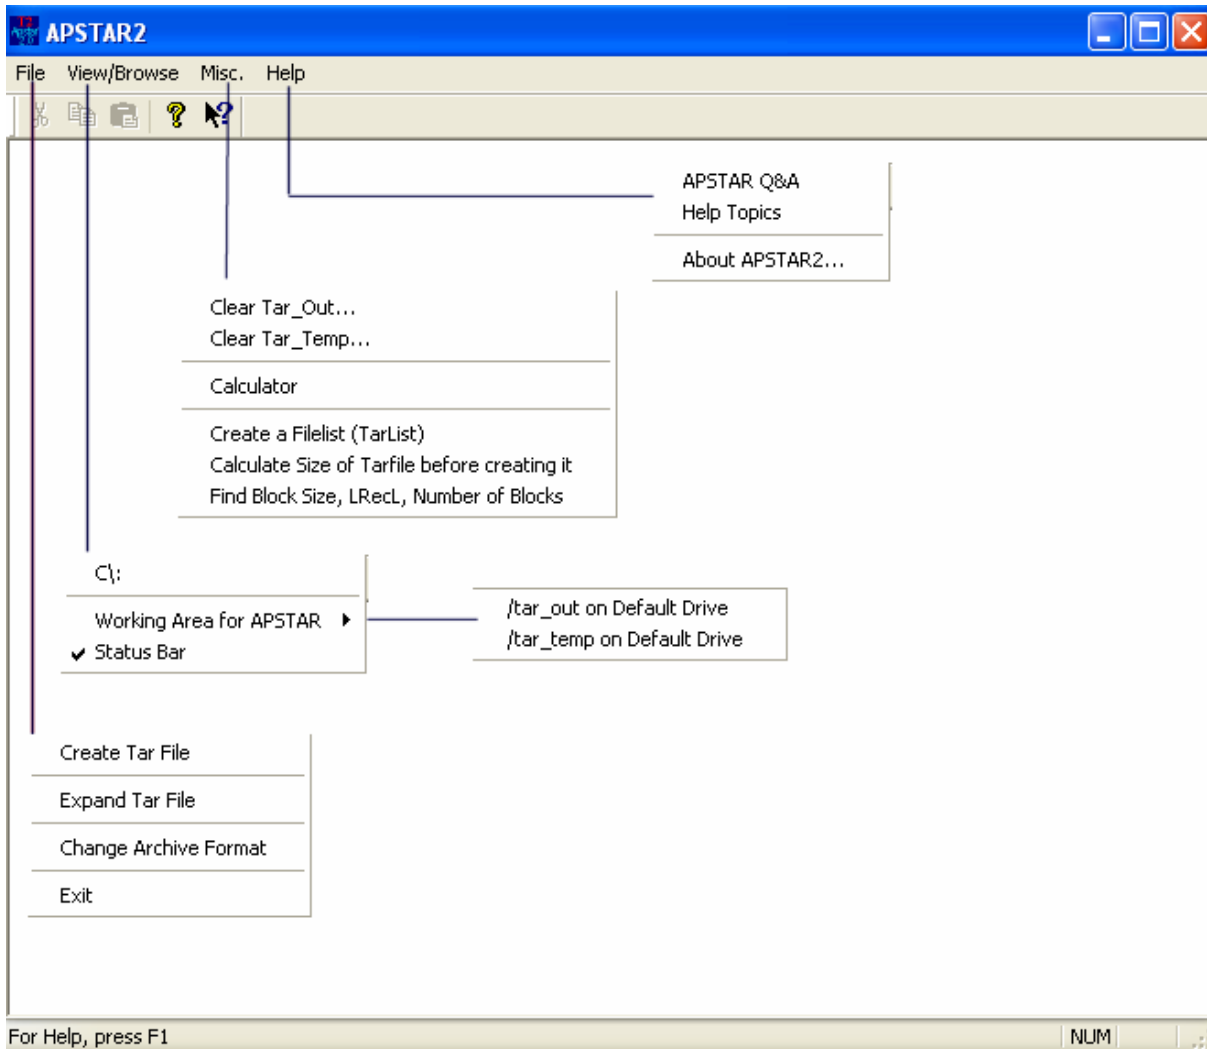 APSTAR2
File View/Browse Misc. Help
APSTAR Q&A
Help Topics
About APSTAR2...
Clear Tar_Out...
Clear Tar_Temp...
Calculator
Create a Filelist (TarList)
Calculate Size of Tarfile before creating it
Find Block Size, LRecL, Number of Blocks
C\:
Working Area for APSTAR
Status Bar
/tar_out on Default Drive
/tar_temp on Default Drive
Create Tar File
Expand Tar File
Change Archive Format
Exit
For Help, press F1
NUM